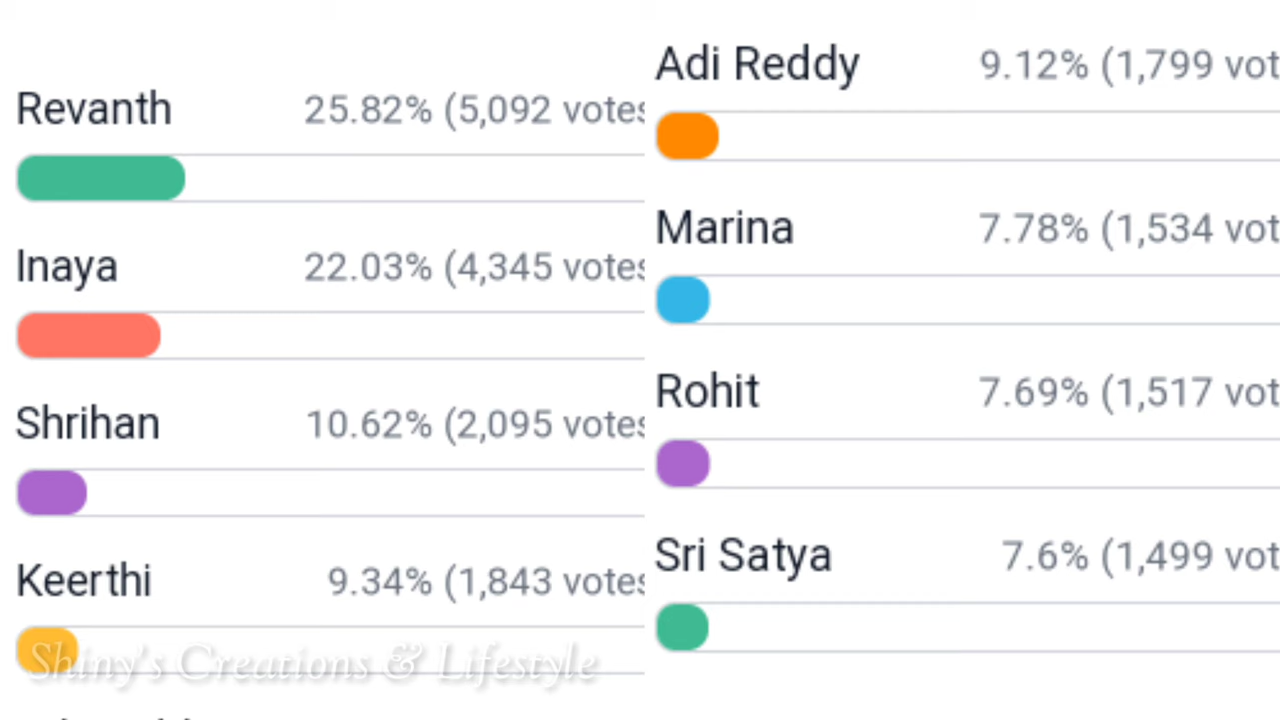 Revanth 25.82% (5,092 votes
Inaya 22.03% (4,345 votes
Shrihan 10.62% (2,095 votes
Keerthi 9.34% (1,843 votes
Shiny's Creations & Lifestyle
Adi Reddy 9.12% (1,799 vot
Marina 7.78% (1,534 vot
Rohit 7.69% (1,517 vot
Sri Satya 7.6% (1,499 vot